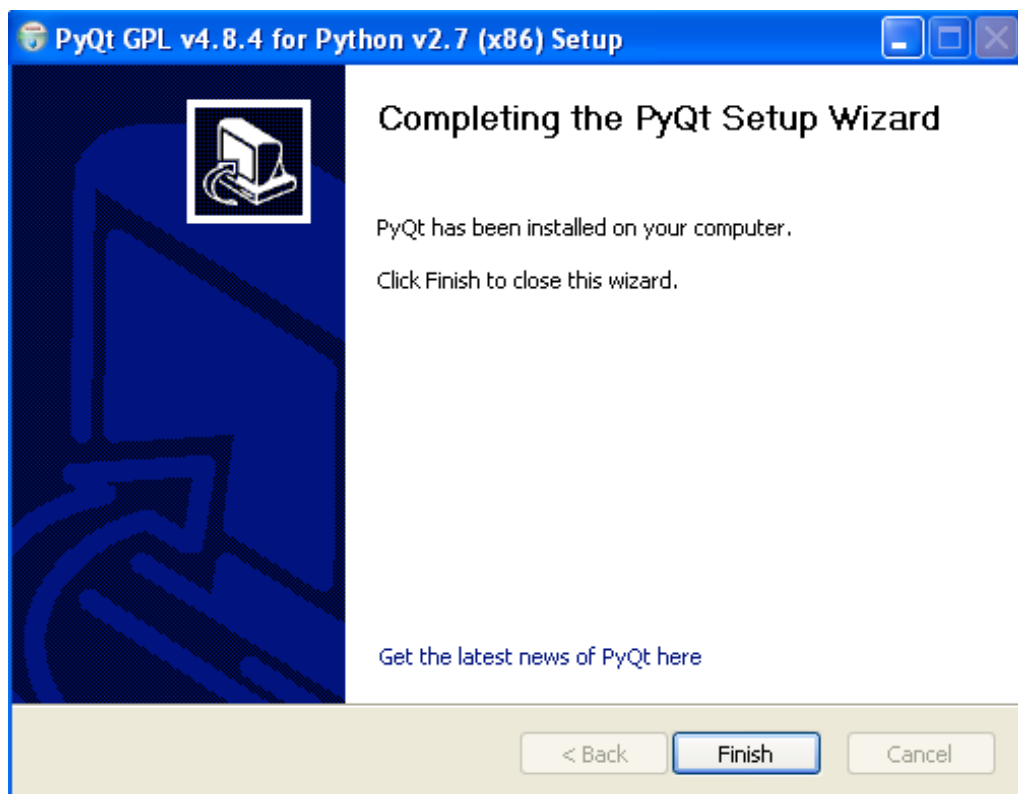 PyQt GPL v4.8.4 for Python v2.7 (x86) Setup
Completing the PyQt Setup Wizard
PyQt has been installed on your computer.
Click Finish to close this wizard.
Get the latest news of PyQt here
< Back
Finish
Cancel